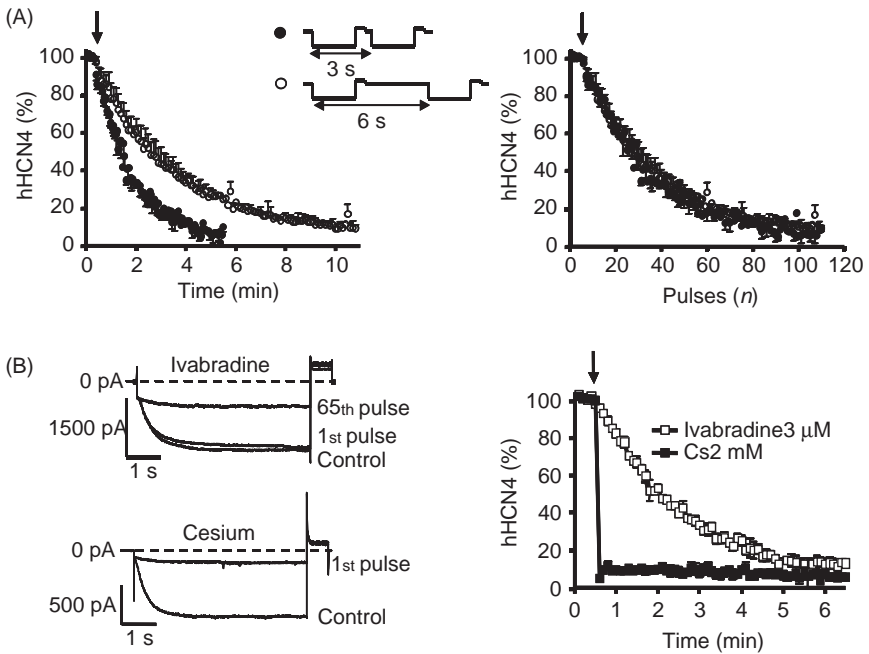 (A)
hHCN4 (%)
100
80
60
40
20
0
0 2 4 6 8 10
Time (min)
3 s
6 s
hHCN4 (%)
100
80
60
40
20
0
0 20 40 60 80 100 120
Pulses (n)
(B)
Ivabradine
0 pA
1500 pA
1 s
65th pulse
1st pulse
Control
Cesium
0 pA
500 pA
1 s
1st pulse
Control
hHCN4 (%)
100
80
60
40
20
0
Ivabradine3 μM
Cs2 mM
0 1 2 3 4 5 6
Time (min)